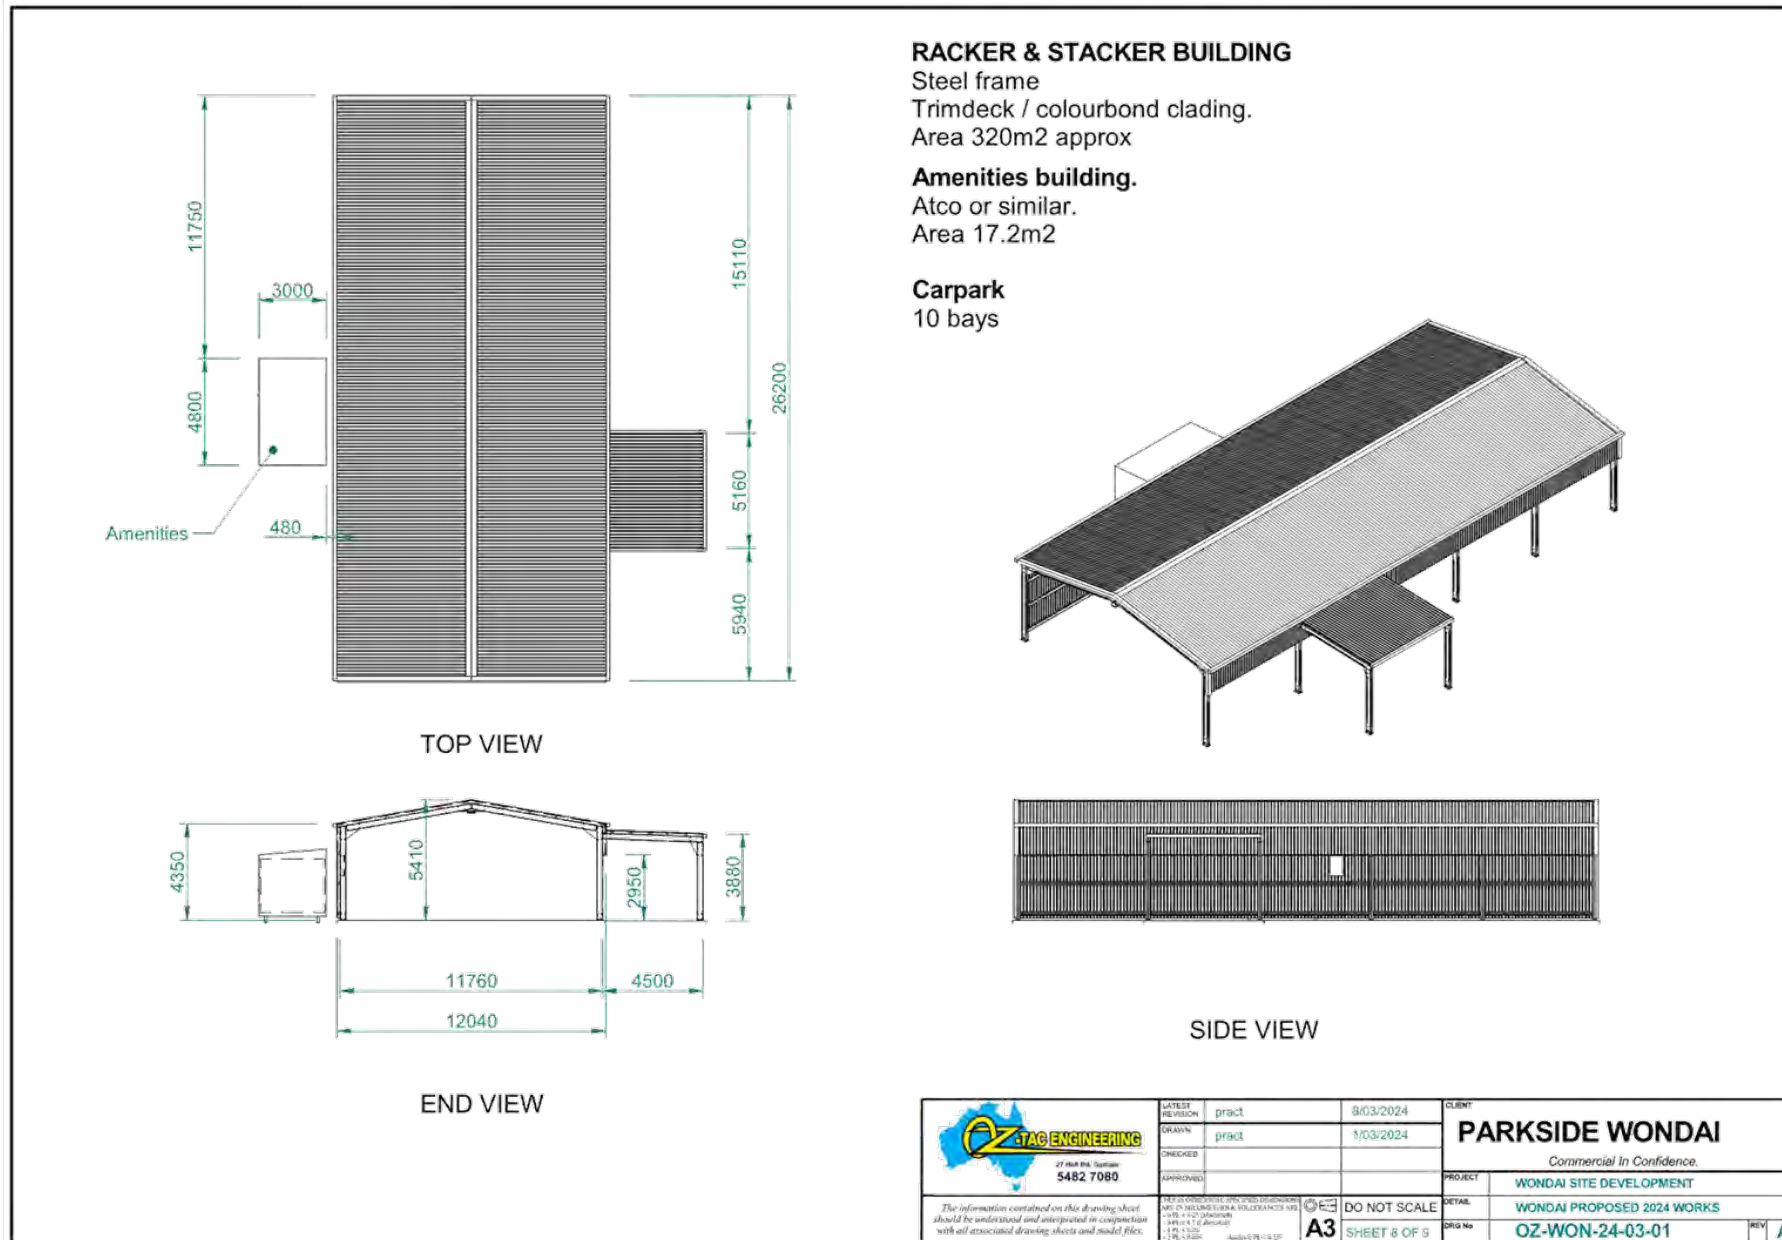 RACKER & STACKER BUILDING
Steel frame
Trimdeck / colourbond clading.
Area 320m2 approx
Amenities building.
Atco or similar.
Area 17.2m2
Carpark
10 bays
11750
3000
4800
Amenities
480
15110
26200
5160
5940
TOP VIEW
4350
5410
2950
3880
11760
4500
12040
END VIEW
SIDE VIEW
OZ-TAC ENGINEERING
5482 7080
The information contained on this drawing sheet
should be understood and interpreted in conjunction
with all associated drawing sheets and model files.
LATEST REVISION pract 8/03/2024
DRAWN pract 1/03/2024
CHECKED
APPROVED
DO NOT SCALE
A3 SHEET 8 OF 9
CLIENT
PARKSIDE WONDAI
Commercial In Confidence.
PROJECT WONDAI SITE DEVELOPMENT
DETAIL WONDAI PROPOSED 2024 WORKS
DRG No OZ-WON-24-03-01
REV